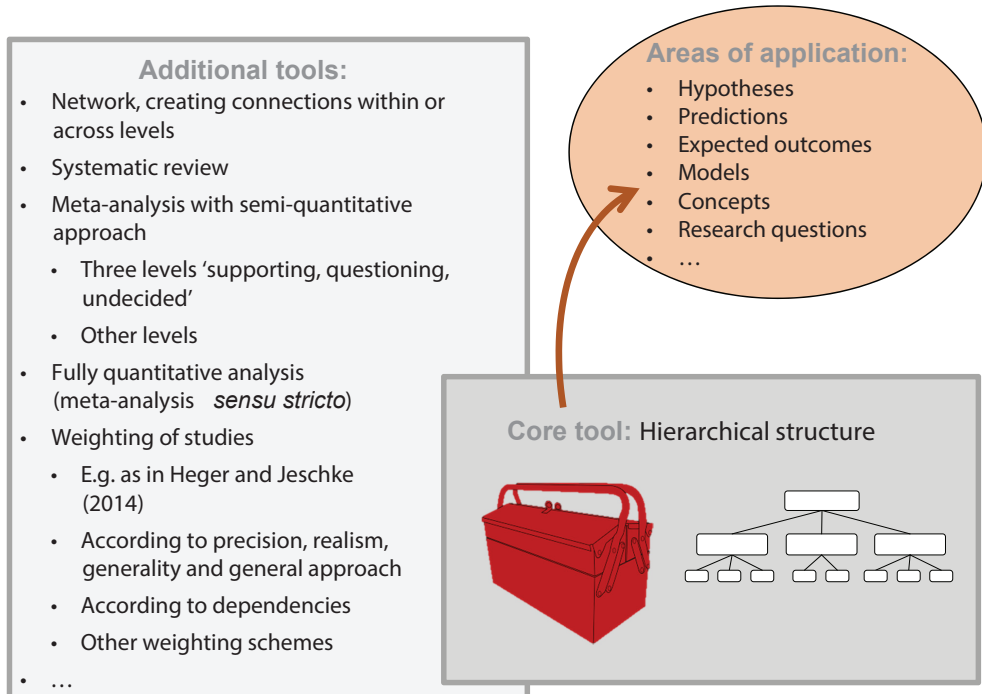 Additional tools:
• Network, creating connections within or
across levels
• Systematic review
• Meta-analysis with semi-quantitative
approach
• Three levels ‘supporting, questioning,
undecided’
• Other levels
• Fully quantitative analysis
(meta-analysis sensu stricto)
• Weighting of studies
• E.g. as in Heger and Jeschke
(2014)
• According to precision, realism,
generality and general approach
• According to dependencies
• Other weighting schemes
• …
Areas of application:
• Hypotheses
• Predictions
• Expected outcomes
• Models
• Concepts
• Research questions
• …
Core tool: Hierarchical structure